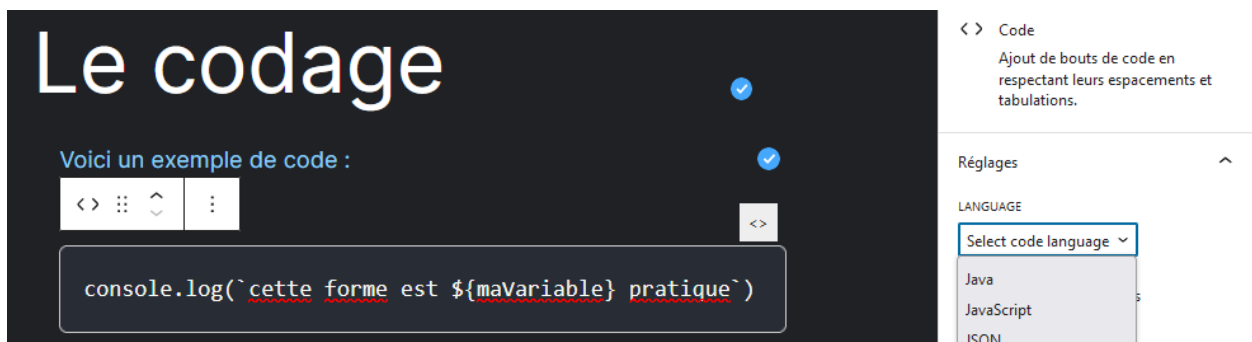 Le codage
Voici un exemple de code :
<>
console.log(`cette forme est ${maVariable} pratique`)
Code
Ajout de bouts de code en
respectant leurs espacements et
tabulations.
Réglages
LANGUAGE
Select code language
Java
JavaScript
JSON